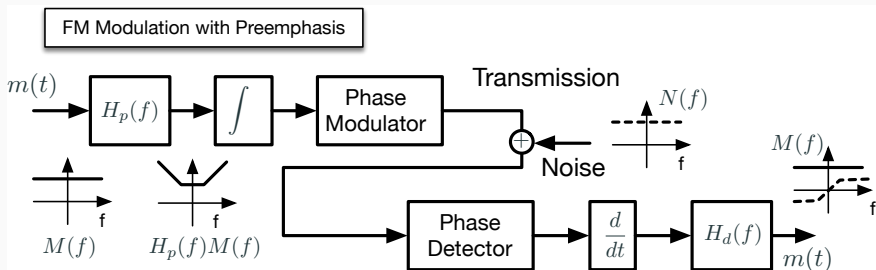 FM Modulation with Preemphasis
m(t)
H_p(f)
∫
Phase
Modulator
Transmission
+
Noise
N(f)
f
f
M(f)
f
H_p(f)M(f)
Phase
Detector
d
dt
H_d(f)
M(f)
f
m(t)